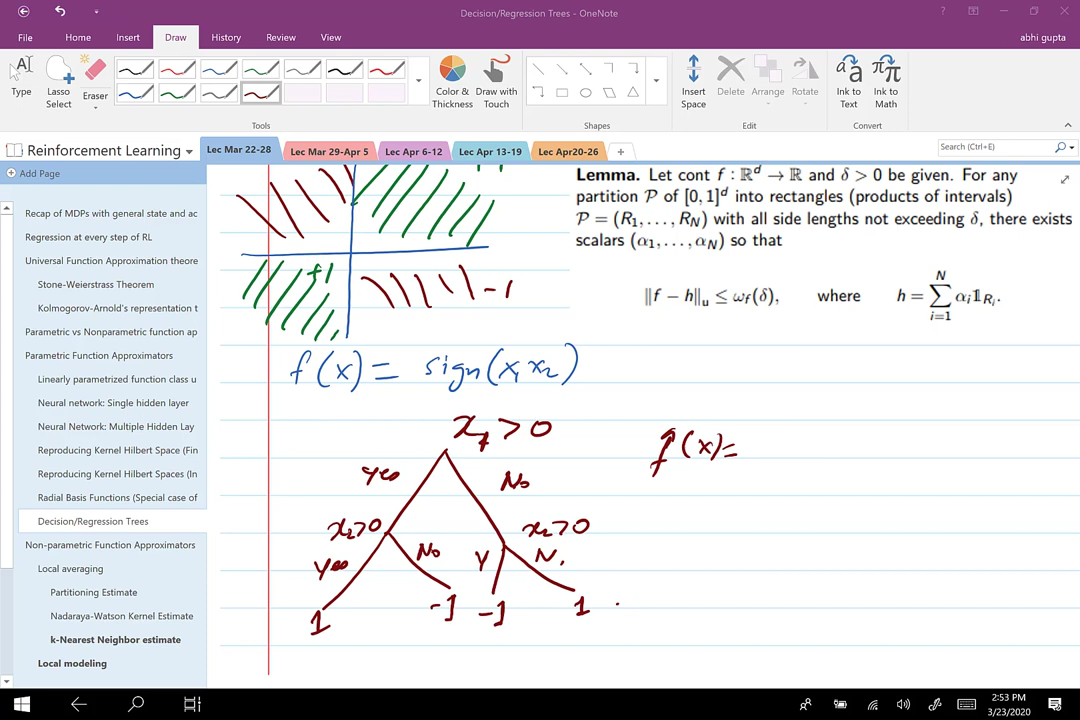 Decision/Regression Trees - OneNote
File Home Insert Draw History Review View
abhi gupta
Type
Lasso Select
Eraser
Color & Thickness
Draw with Touch
Insert Space
Delete
Arrange
Rotate
Ink to Text
Ink to Math
Tools Shapes Edit Convert
Reinforcement Learning
Lec Mar 22-28
Lec Mar 29-Apr 5
Lec Apr 6-12
Lec Apr 13-19
Lec Apr20-26
Search (Ctrl+E)
Add Page
Recap of MDPs with general state and ac
Regression at every step of RL
Universal Function Approximation theore
Stone-Weierstrass Theorem
Kolmogorov-Arnold's representation t
Parametric vs Nonparametric function ap
Parametric Function Approximators
Linearly parametrized function class u
Neural network: Single hidden layer
Neural Network: Multiple Hidden Lay
Reproducing Kernel Hilbert Space (Fin
Reproducing Kernel Hilbert Spaces (In
Radial Basis Functions (Special case of
Decision/Regression Trees
Non-parametric Function Approximators
Local averaging
Partitioning Estimate
Nadaraya-Watson Kernel Estimate
k-Nearest Neighbor estimate
Local modeling
Lemma. Let cont f : ℝᵈ → ℝ and δ > 0 be given. For any
partition 𝒫 of [0, 1]ᵈ into rectangles (products of intervals)
𝒫 = (R₁, . . . , R_N) with all side lengths not exceeding δ, there exists
scalars (α₁, . . . , α_N) so that
‖f − h‖ᵤ ≤ ω_f(δ), where h = ∑_{i=1}^{N} αᵢ𝟙_{Rᵢ}.
+1
-1
f(x) = sign(x₁x₂)
x₁ > 0
f(x)=
Yes No
x₂>0 x₂>0
Yes No Y N.
1 -1 -1 1 .
2:53 PM
3/23/2020